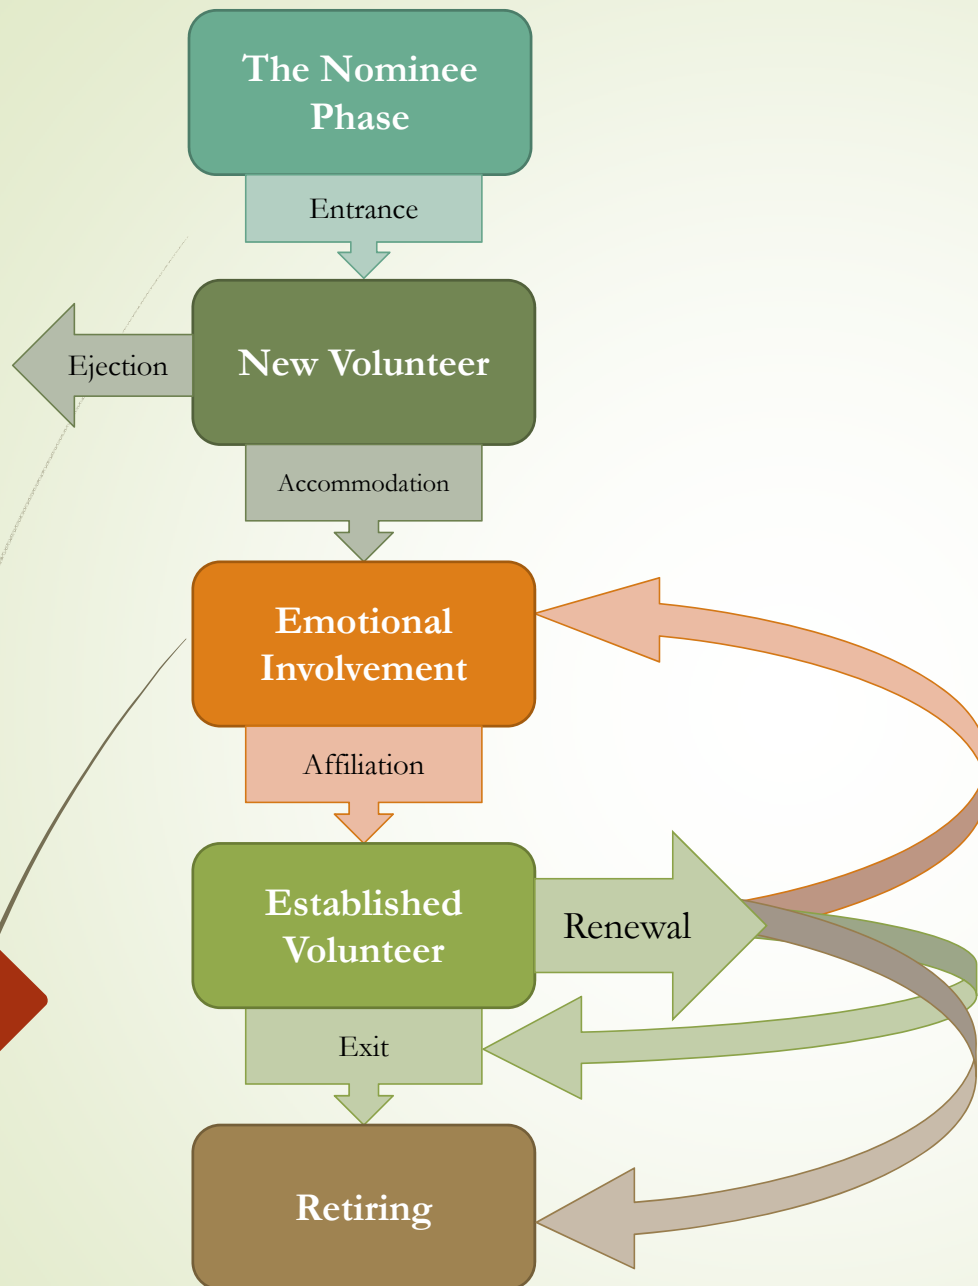 The Nominee
Phase
Entrance
Ejection
New Volunteer
Accommodation
Emotional
Involvement
Affiliation
Established
Volunteer
Renewal
Exit
Retiring